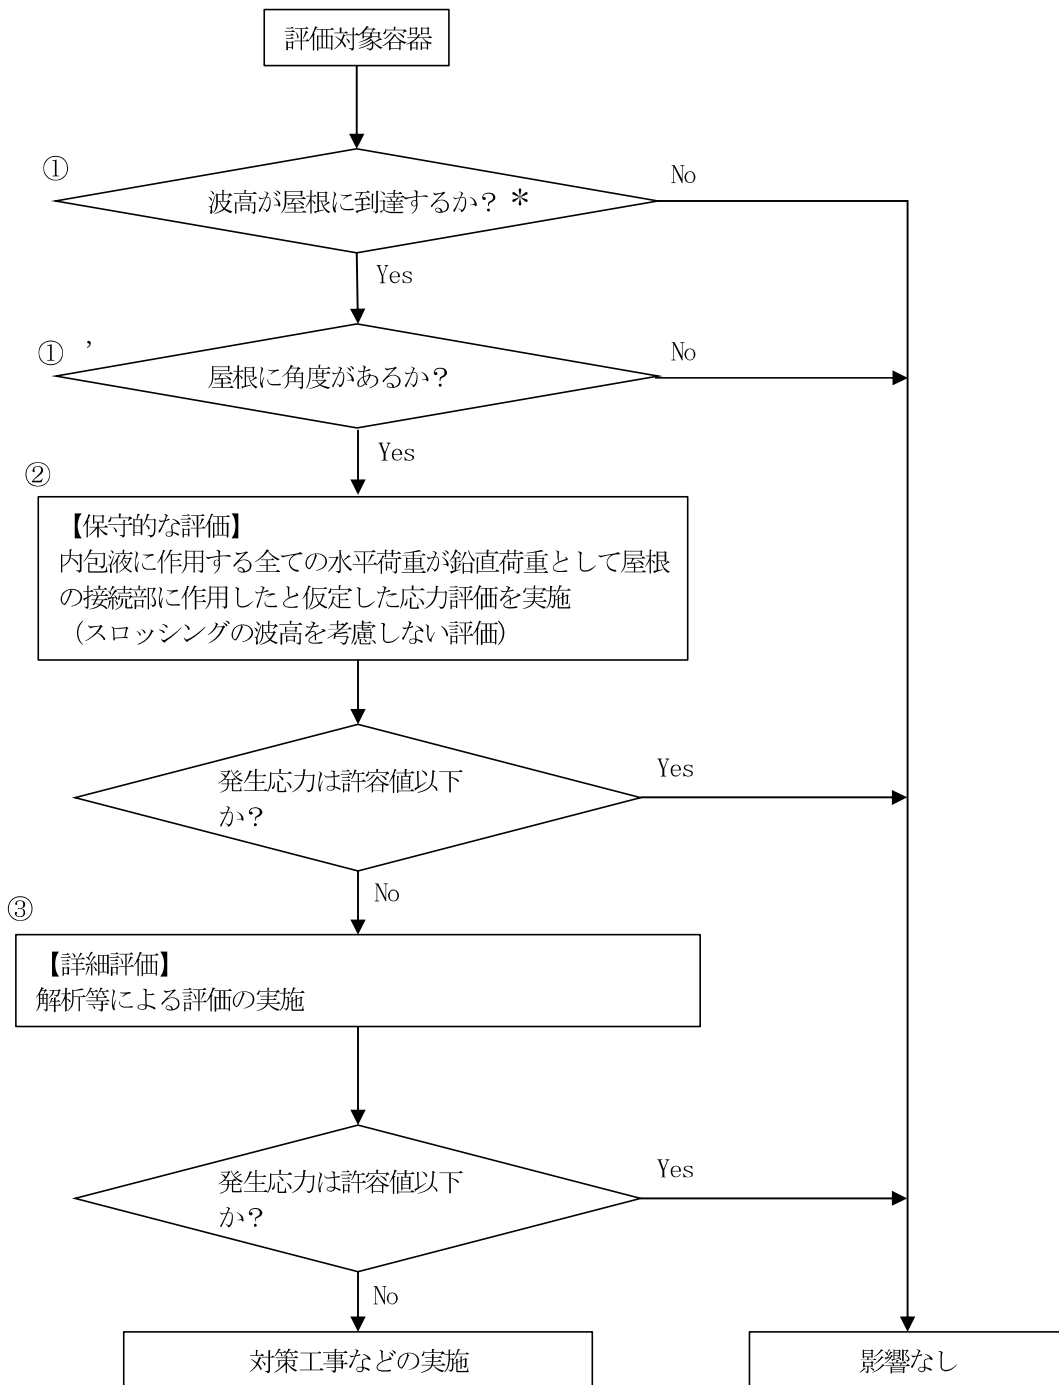 評価対象容器
①
波高が屋根に到達するか？＊
No
Yes
①’
屋根に角度があるか？
No
Yes
②
【保守的な評価】
内包液に作用する全ての水平荷重が鉛直荷重として屋根
の接続部に作用したと仮定した応力評価を実施
（スロッシングの波高を考慮しない評価）
発生応力は許容値以下
か？
Yes
No
③
【詳細評価】
解析等による評価の実施
発生応力は許容値以下
か？
Yes
No
対策工事などの実施
影響なし